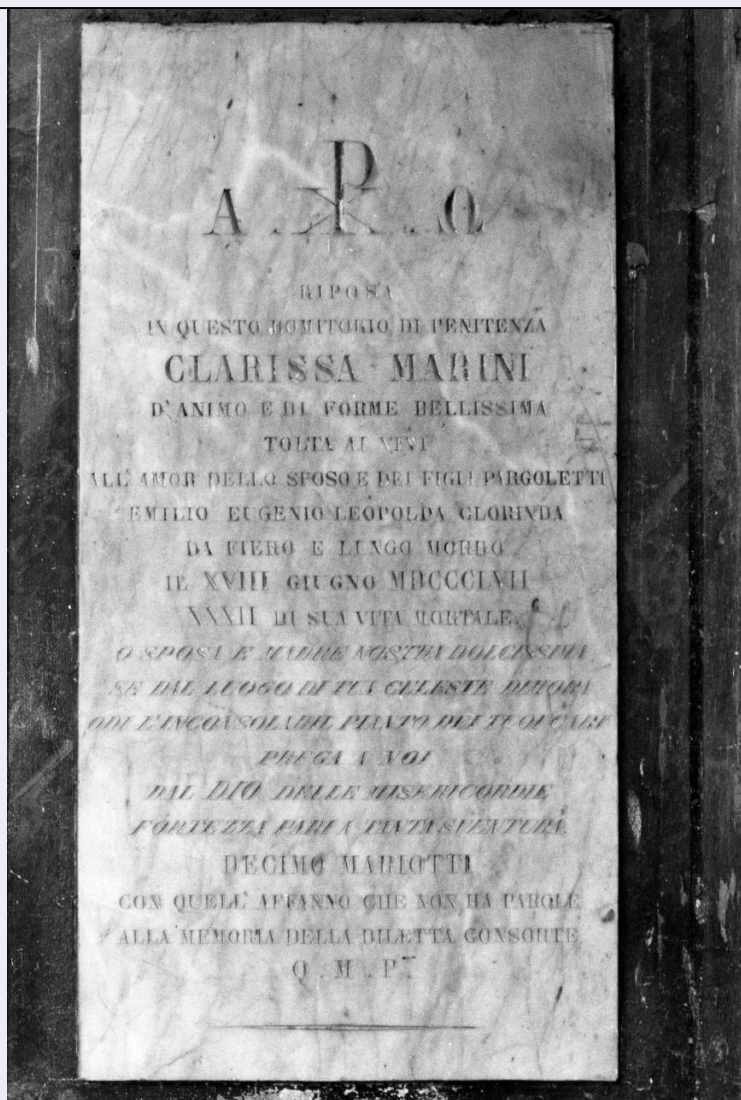 A ☧ Ω
RIPOSA
IN QUESTO DOMITORIO DI PENITENZA
CLARISSA MARINI
D'ANIMO E DI FORME BELLISSIMA
TOLTA AI VIVI
ALL'AMOR DELLO SPOSO E DEI FIGLI PARGOLETTI
EMILIO EUGENIO LEOPOLDA CLORINDA
DA FIERO E LUNGO MORBO
IL XVIII GIUGNO MDCCCLVII
XXXII DI SUA VITA MORTALE
O SPOSA E MADRE NOSTRA DOLCISSIMA
SE DAL LUOGO DI TUA CELESTE DIMORA
ODI L'INCONSOLABIL PIANTO DEI TUOI CARI
PREGA A NOI
DAL DIO DELLE MISERICORDIE
FORTEZZA PARI A TANTA SVENTURA
DECIMO MARIOTTI
CON QUELL'AFFANNO CHE NON HA PAROLE
ALLA MEMORIA DELLA DILETTA CONSORTE
Q . M . P